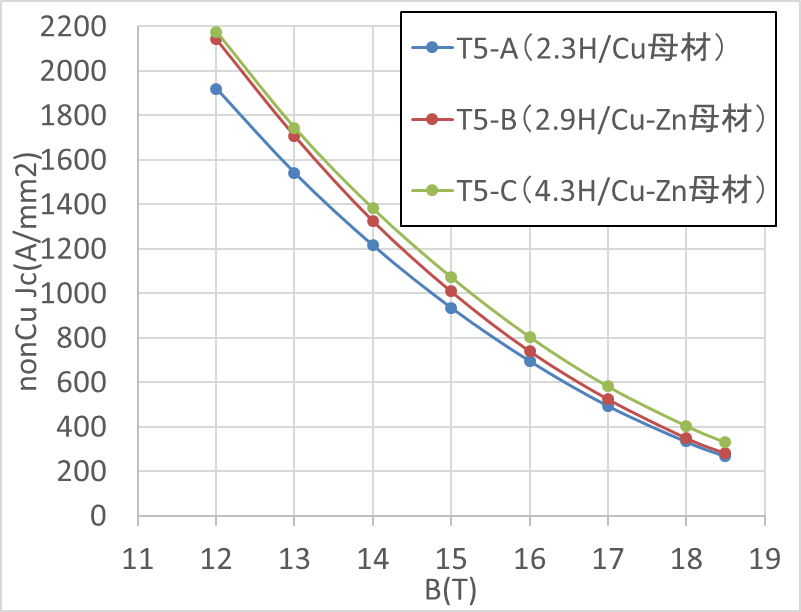 2200
2000
1800
1600
1400
1200
1000
800
600
400
200
0
nonCu Jc(A/mm2)
T5-A（2.3H/Cu母材）
T5-B（2.9H/Cu-Zn母材）
T5-C（4.3H/Cu-Zn母材）
11 12 13 14 15 16 17 18 19
B(T)